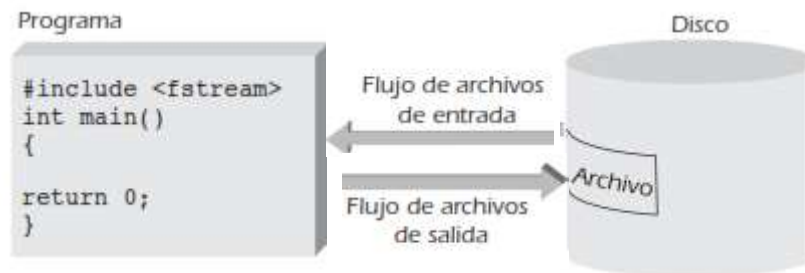 Programa
#include <fstream>
int main()
{
return 0;
}
Flujo de archivos
de entrada
Flujo de archivos
de salida
Disco
Archivo